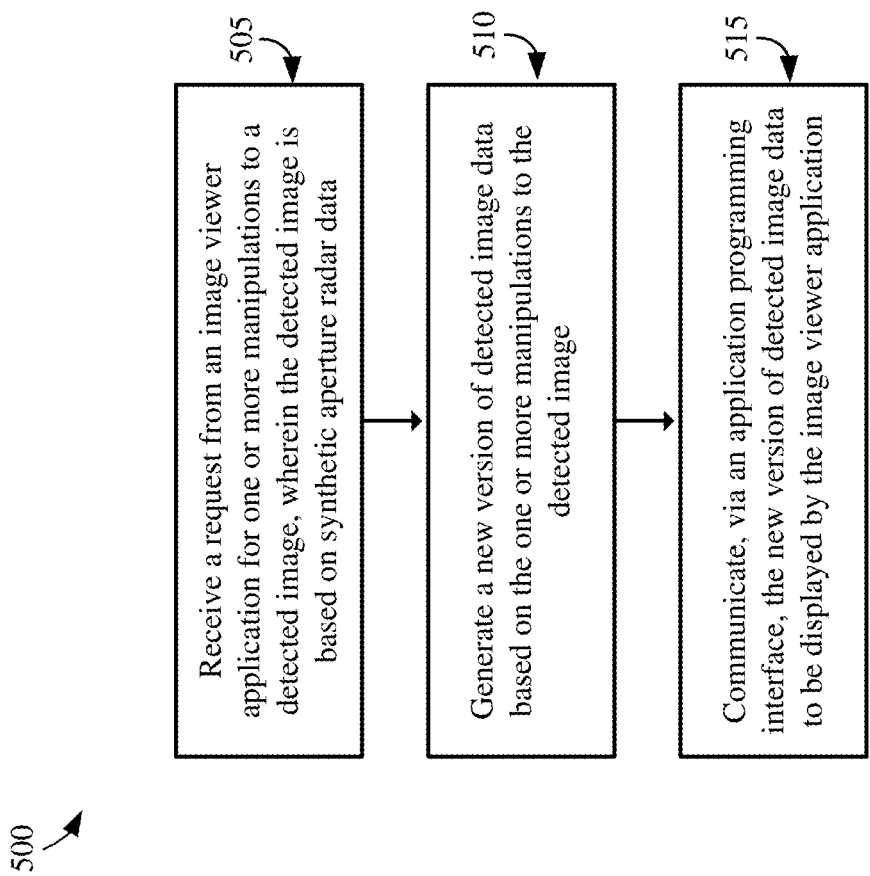 500
505
Receive a request from an image viewer
application for one or more manipulations to a
detected image, wherein the detected image is
based on synthetic aperture radar data
510
Generate a new version of detected image data
based on the one or more manipulations to the
detected image
515
Communicate, via an application programming
interface, the new version of detected image data
to be displayed by the image viewer application